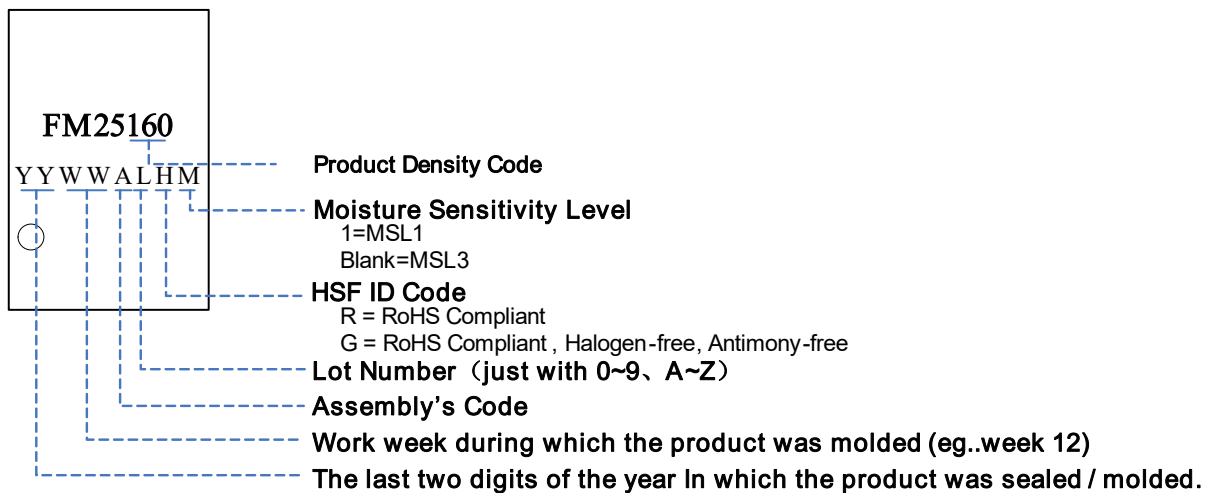 FM25160
YYWWALHM
Product Density Code
Moisture Sensitivity Level
1=MSL1
Blank=MSL3
HSF ID Code
R = RoHS Compliant
G = RoHS Compliant , Halogen-free, Antimony-free
Lot Number（just with 0~9、A~Z）
Assembly’s Code
Work week during which the product was molded (eg..week 12)
The last two digits of the year In which the product was sealed / molded.